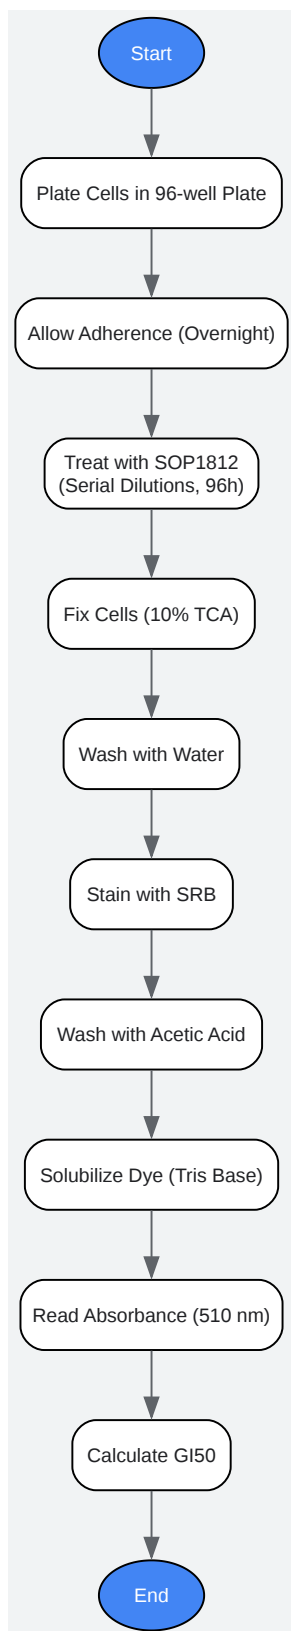 Start
Plate Cells in 96-well Plate
Allow Adherence (Overnight)
Treat with SOP1812
(Serial Dilutions, 96h)
Fix Cells (10% TCA)
Wash with Water
Stain with SRB
Wash with Acetic Acid
Solubilize Dye (Tris Base)
Read Absorbance (510 nm)
Calculate GI50
End